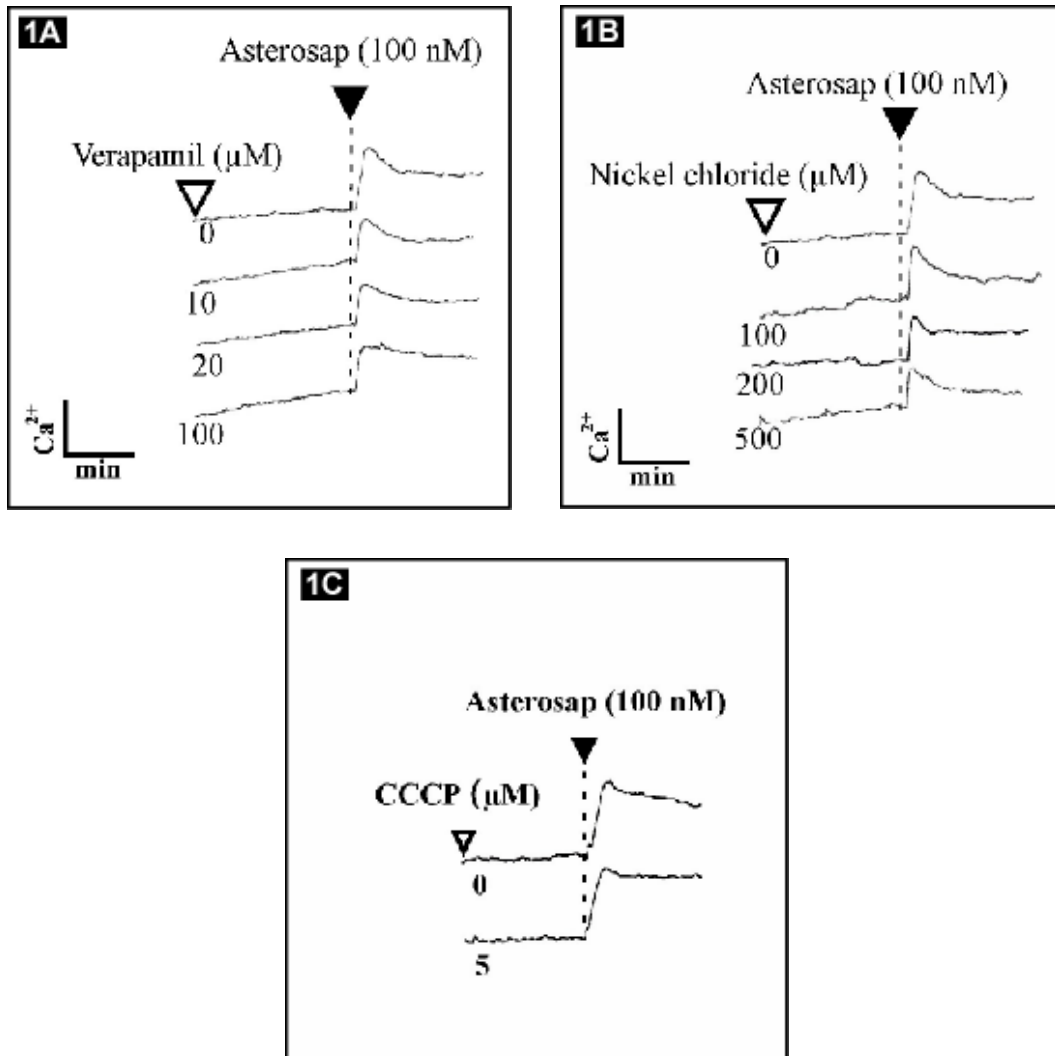 1A
Asterosap (100 nM)
Verapamil (µM)
0
10
20
100
Ca²⁺
min
1B
Asterosap (100 nM)
Nickel chloride (µM)
0
100
200
500
Ca²⁺
min
1C
Asterosap (100 nM)
CCCP (µM)
0
5